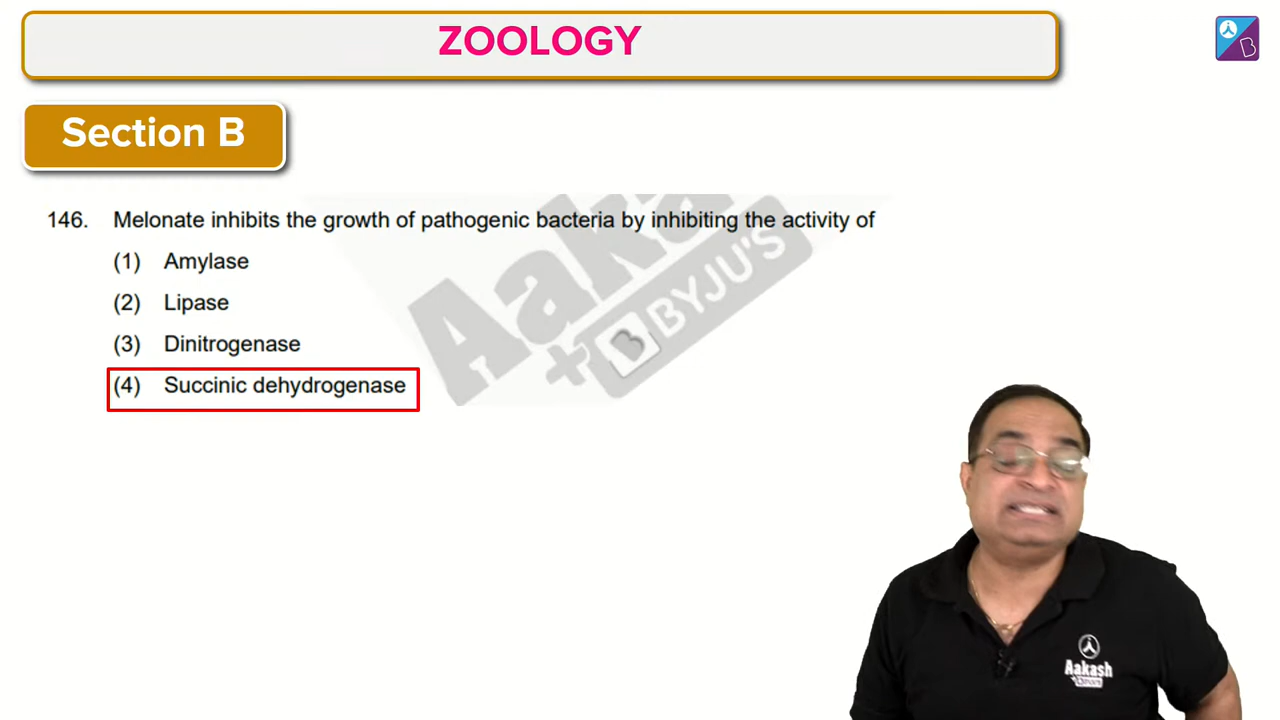 ZOOLOGY
Section B
146. Melonate inhibits the growth of pathogenic bacteria by inhibiting the activity of
(1) Amylase
(2) Lipase
(3) Dinitrogenase
(4) Succinic dehydrogenase
Aaka
+B BYJU'S
Aakash